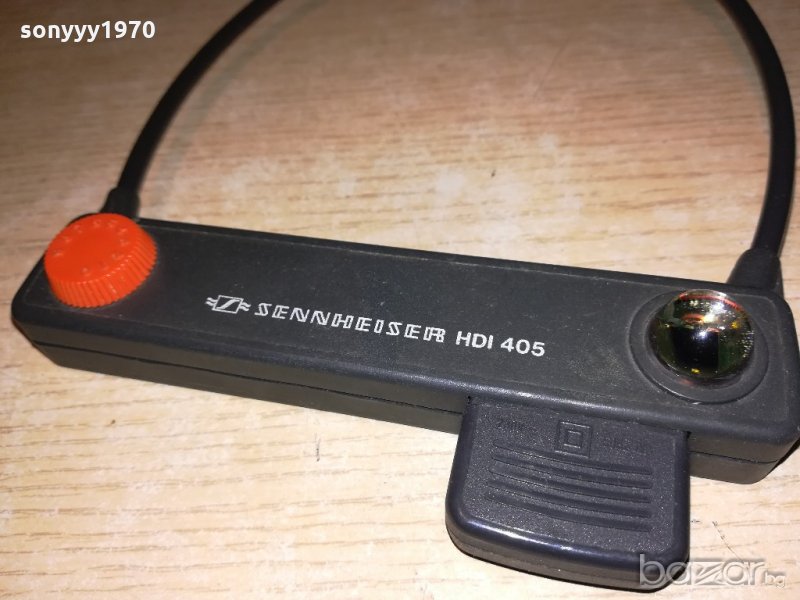 sonyyy1970
SENNHEISER HDI 405
bazar.bg